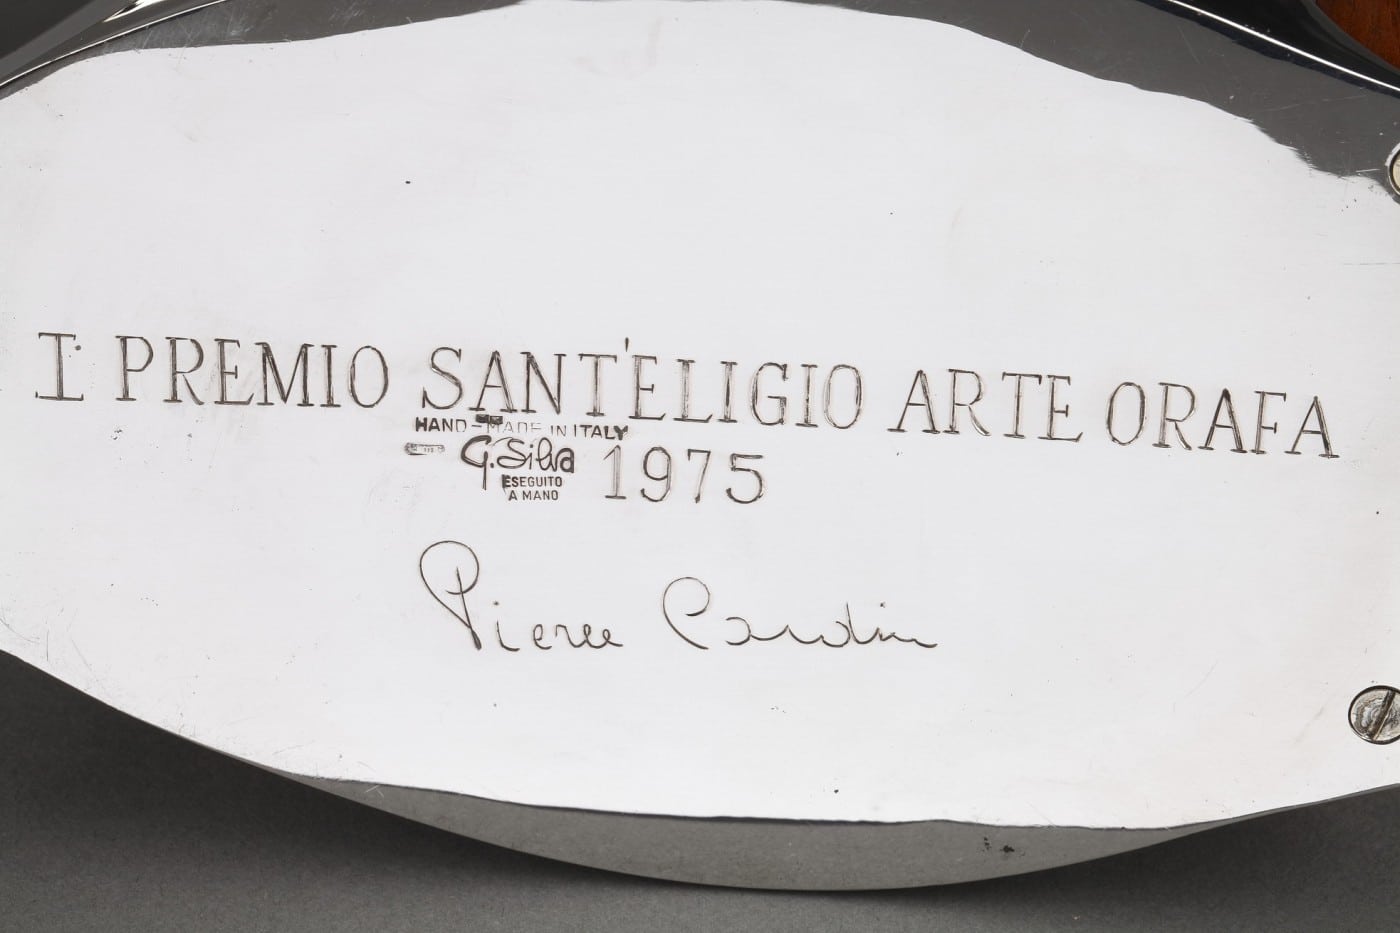 I. PREMIO SANT'ELIGIO ARTE ORAFA
HAND-MADE IN ITALY
G. Silva
ESEGUITO
A MANO
1975
Pierre Cardin